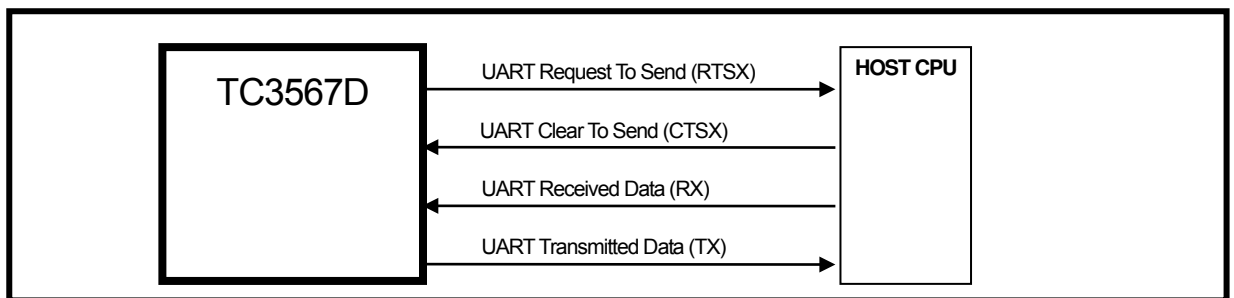 TC3567D
UART Request To Send (RTSX)
HOST CPU
UART Clear To Send (CTSX)
UART Received Data (RX)
UART Transmitted Data (TX)